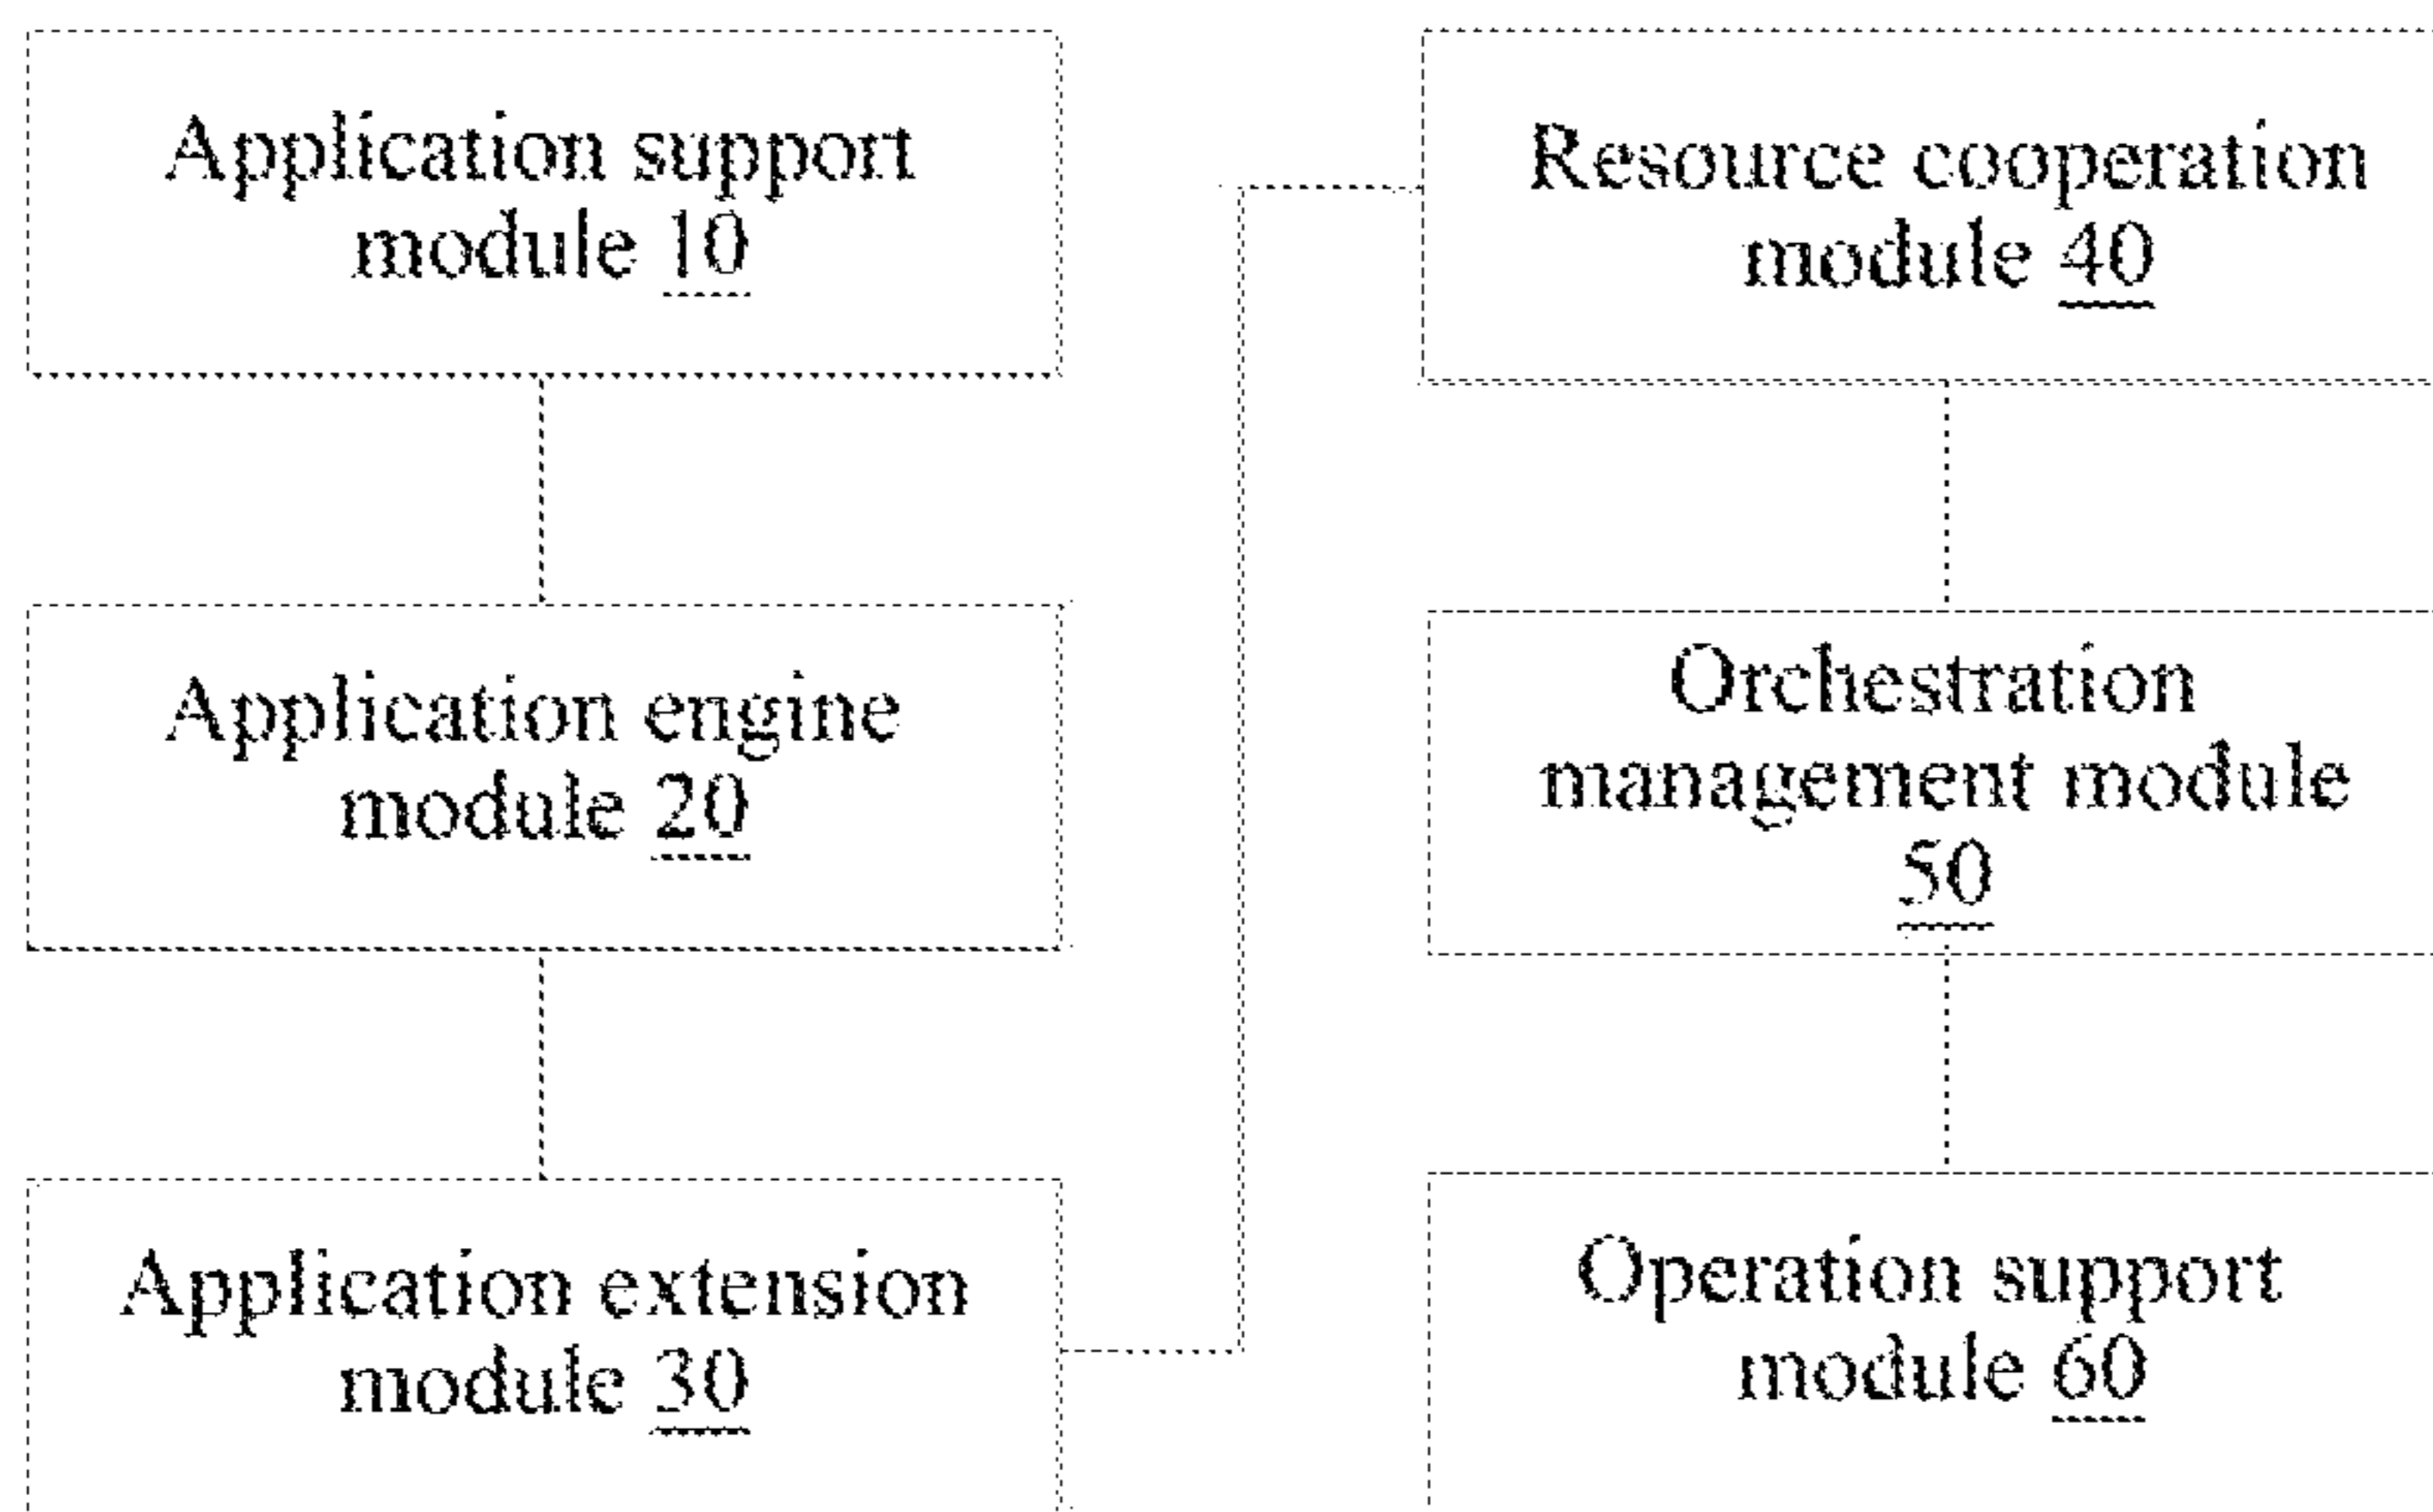 Application support
module 10
Application engine
module 20
Application extension
module 30
Resource cooperation
module 40
Orchestration
management module
50
Operation support
module 60